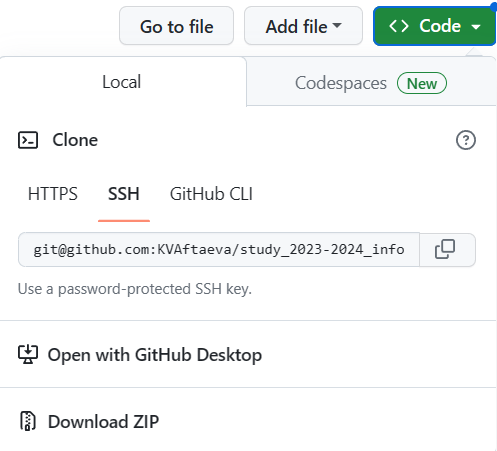 Go to file Add file Code
Local Codespaces New
Clone
HTTPS SSH GitHub CLI
git@github.com:KVAftaeva/study_2023-2024_info
Use a password-protected SSH key.
Open with GitHub Desktop
Download ZIP